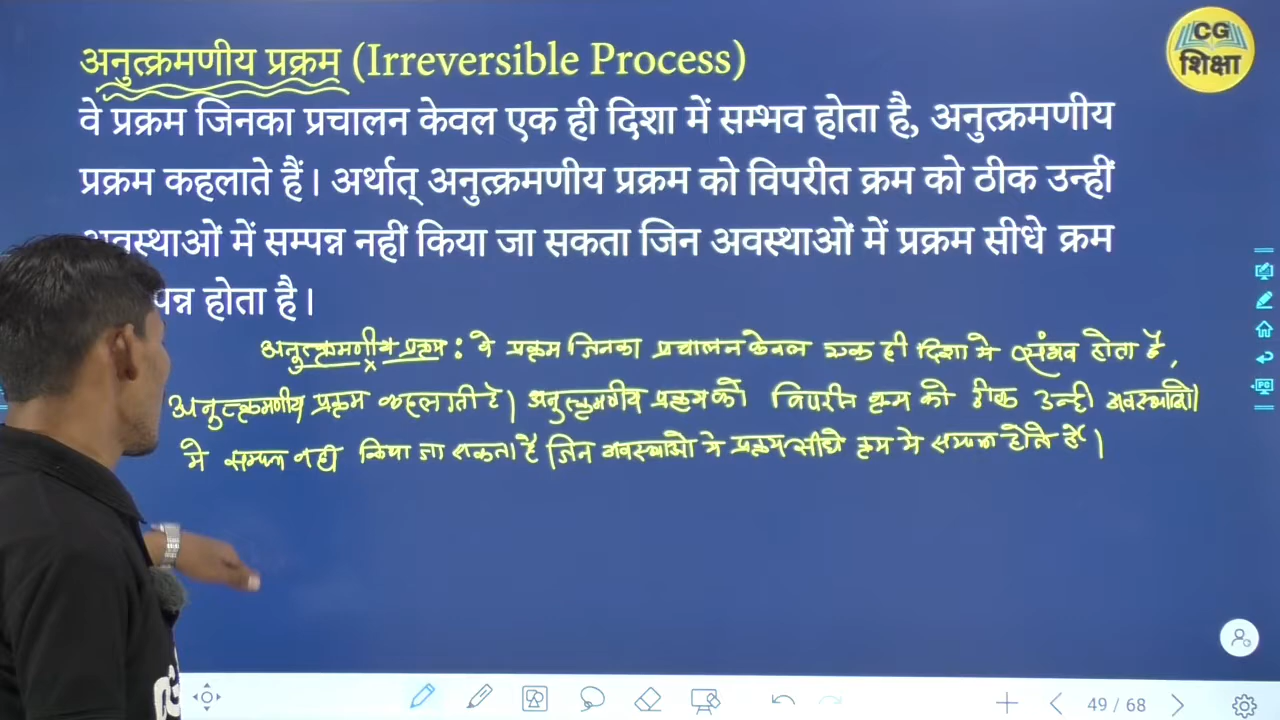 अनुत्क्रमणीय प्रक्रम (Irreversible Process)
CG
शिक्षा
वे प्रक्रम जिनका प्रचालन केवल एक ही दिशा में सम्भव होता है, अनुत्क्रमणीय
प्रक्रम कहलाते हैं। अर्थात् अनुत्क्रमणीय प्रक्रम को विपरीत क्रम को ठीक उन्हीं
अवस्थाओं में सम्पन्न नहीं किया जा सकता जिन अवस्थाओं में प्रक्रम सीधे क्रम
पन्न होता है।
अनुत्क्रमणीय प्रक्रम : वे प्रक्रम जिनका प्रचालन केवल एक ही दिशा मे संभव होता है,
अनुत्क्रमणीय प्रक्रम कहलाती है। अनुत्क्रमणीय प्रक्रम को विपरीत क्रम को ठीक उन्ही अवस्थाओ
मे सम्पन्न नही किया जा सकता है जिन अवस्थाओ मे प्रक्रम सीधे क्रम मे सम्पन्न होते है।
49 / 68